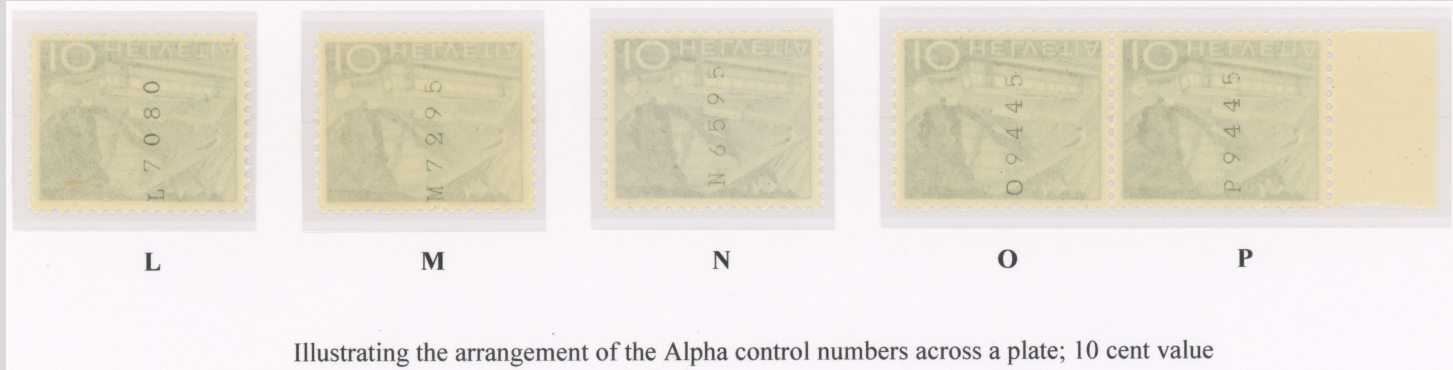 10 HELVETIA 10 HELVETIA 10 HELVETIA 10 HELVETIA 10 HELVETIA
L 7080 M7295 N 6595 O 9445 P 9445
L M N O P
Illustrating the arrangement of the Alpha control numbers across a plate; 10 cent value